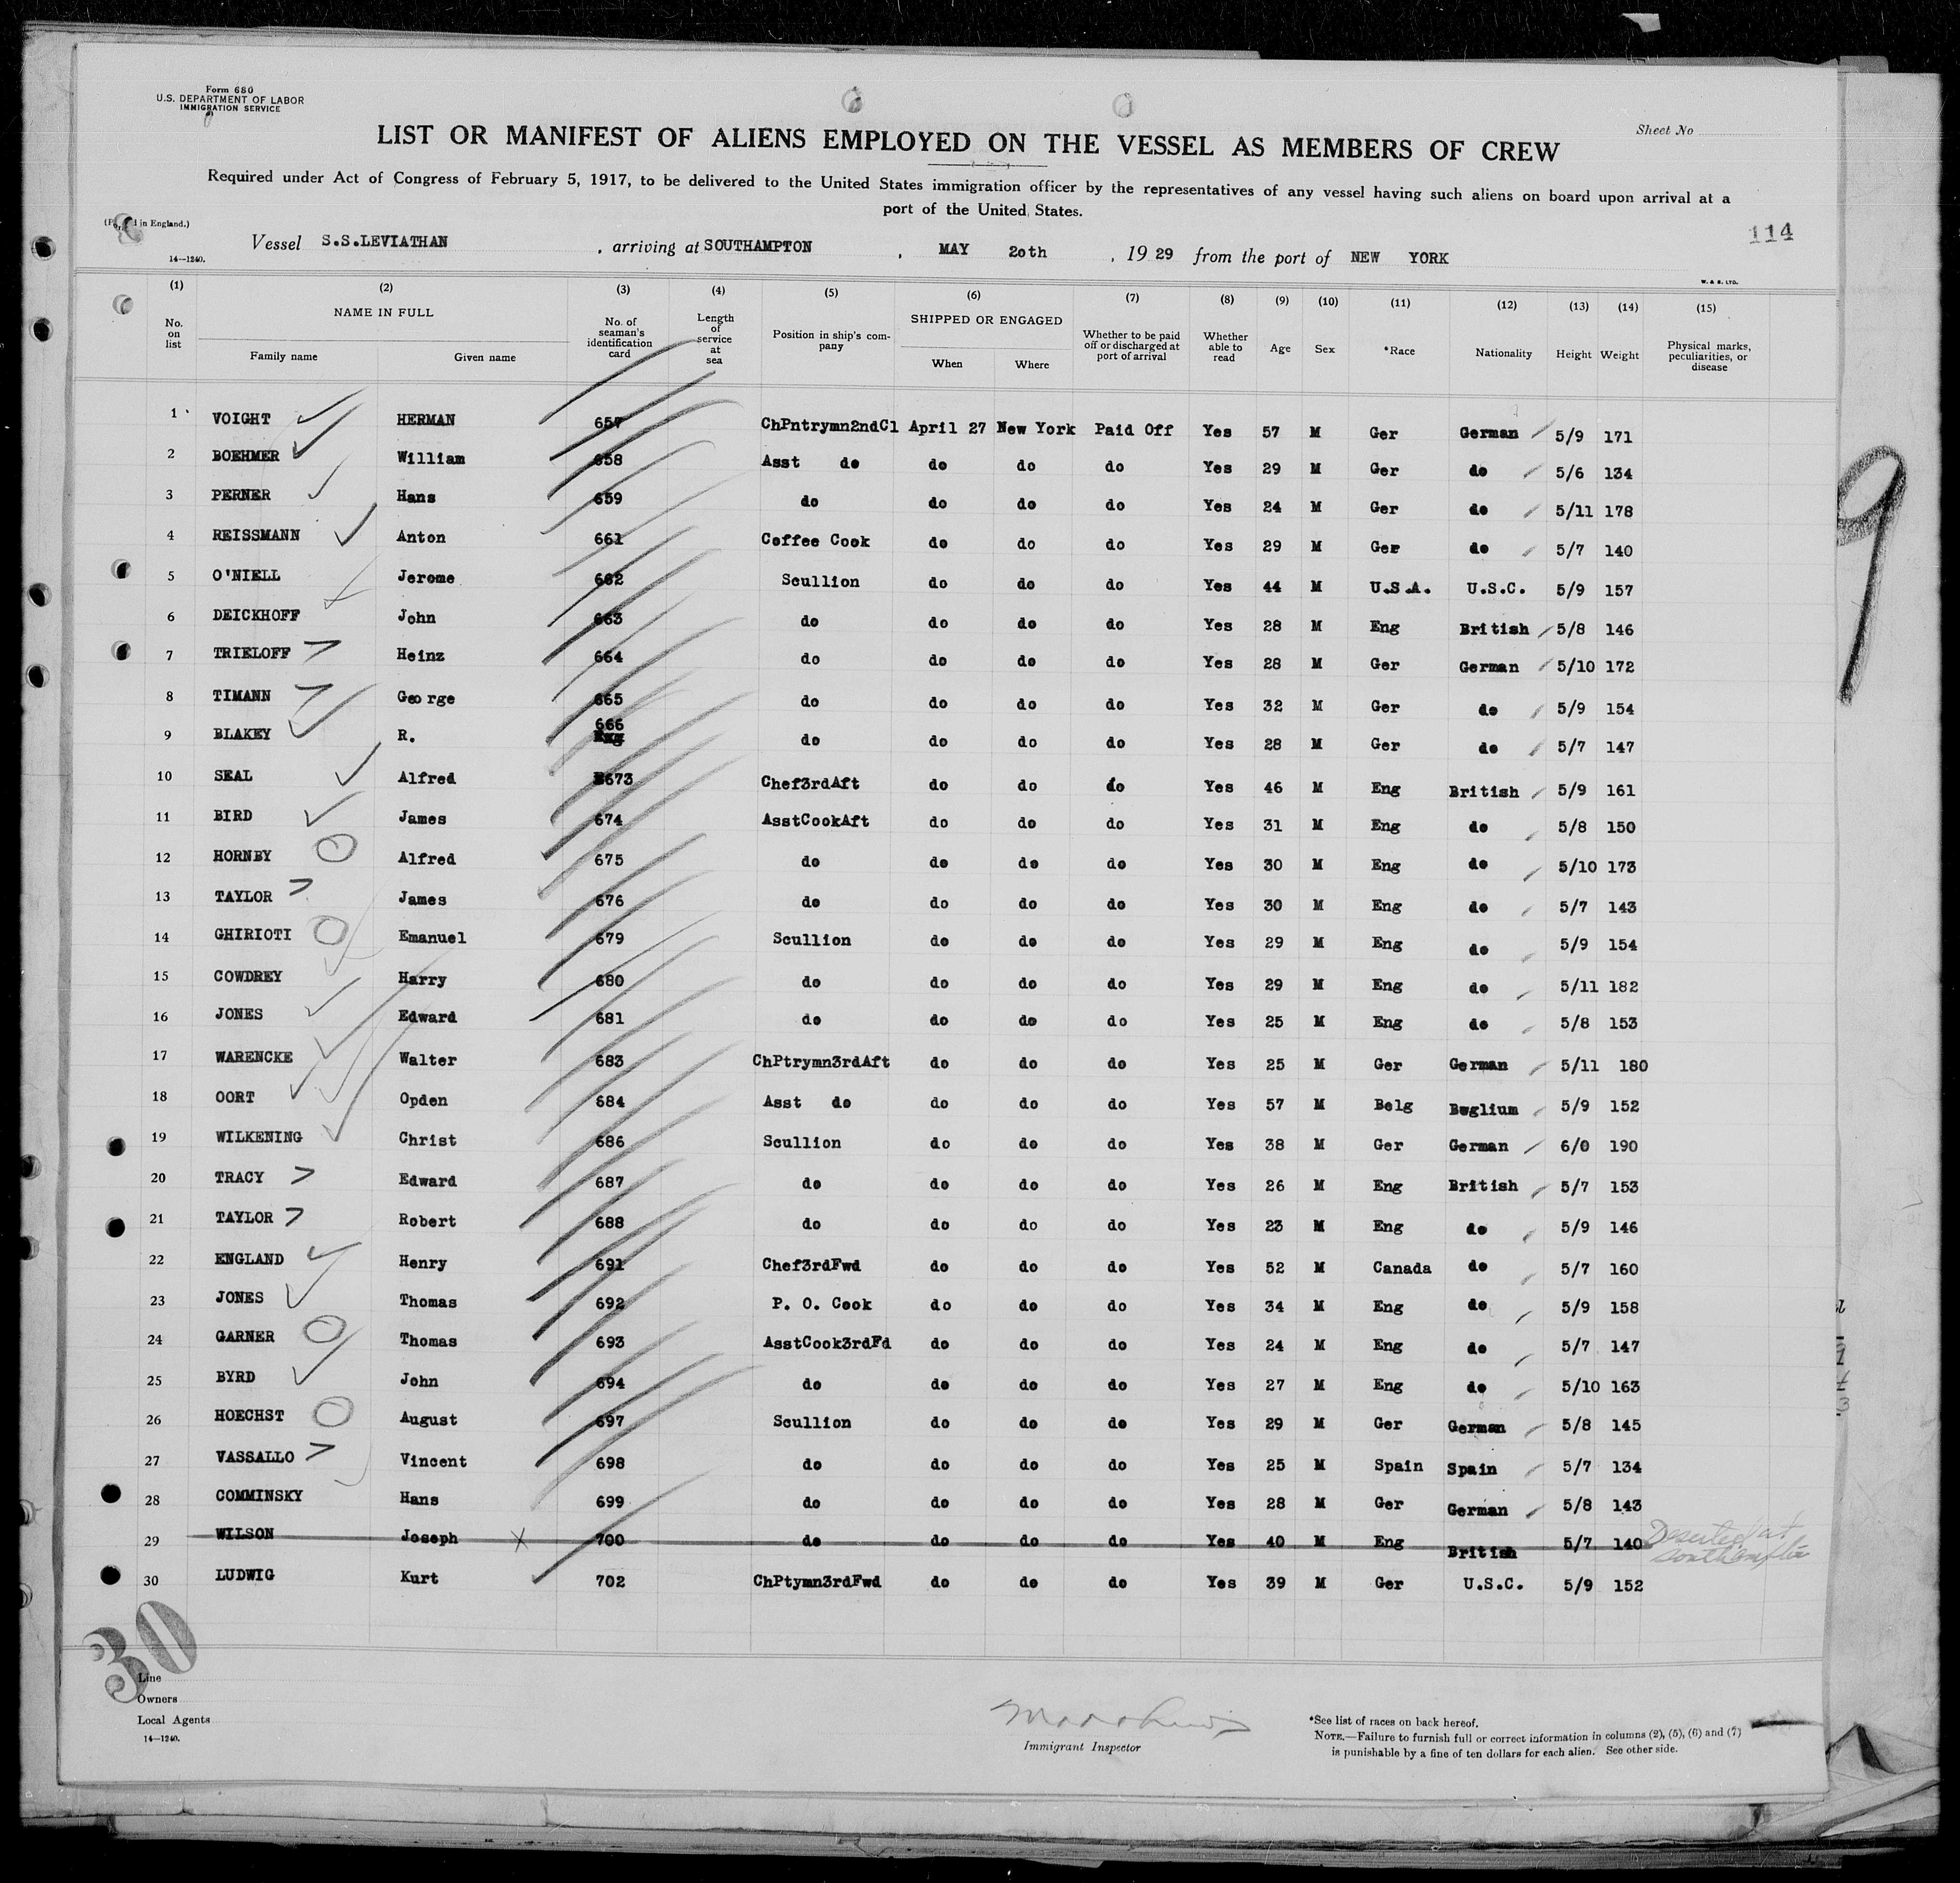 Form 680
U.S. DEPARTMENT OF LABOR
IMMIGRATION SERVICE
Sheet No
LIST OR MANIFEST OF ALIENS EMPLOYED ON THE VESSEL AS MEMBERS OF CREW
Required under Act of Congress of February 5, 1917, to be delivered to the United States immigration officer by the representatives of any vessel having such aliens on board upon arrival at a
port of the United States.
in England.)
114
Vessel S.S.LEVIATHAN , arriving at SOUTHAMPTON , MAY 2oth , 19 29 from the port of NEW YORK
14—1240.
W. & S. LTD.
(1) (2) (3) (4) (5) (6) (7) (8) (9) (10) (11) (12) (13) (14) (15)
No. on list NAME IN FULL Family name Given name No. of seaman's identification card Length of service at sea Position in ship's company SHIPPED OR ENGAGED When Where Whether to be paid off or discharged at port of arrival Whether able to read Age Sex *Race Nationality Height Weight Physical marks, peculiarities, or disease
1 VOIGHT HERMAN 657 ChPntrymn2ndCl April 27 New York Paid Off Yes 57 M Ger German 5/9 171
2 BOEHMER William 658 Asst do do do do Yes 29 M Ger do 5/6 134
3 PERNER Hans 659 do do do do Yes 24 M Ger do 5/11 178
4 REISSMANN Anton 661 Coffee Cook do do do Yes 29 M Ger do 5/7 140
5 O'NIELL Jerome 662 Scullion do do do Yes 44 M U.S.A. U.S.C. 5/9 157
6 DEICKHOFF John 663 do do do do Yes 28 M Eng British 5/8 146
7 TRIELOFF Heinz 664 do do do do Yes 28 M Ger German 5/10 172
8 TIMANN George 665 do do do do Yes 32 M Ger do 5/9 154
9 BLAKEY R. 666 do do do do Yes 28 M Ger do 5/7 147
10 SEAL Alfred 673 Chef3rdAft do do do Yes 46 M Eng British 5/9 161
11 BIRD James 674 AsstCookAft do do do Yes 31 M Eng do 5/8 150
12 HORNBY Alfred 675 do do do do Yes 30 M Eng do 5/10 173
13 TAYLOR James 676 do do do do Yes 30 M Eng do 5/7 143
14 GHIRIOTI Emanuel 679 Scullion do do do Yes 29 M Eng do 5/9 154
15 COWDREY Harry 680 do do do do Yes 29 M Eng do 5/11 182
16 JONES Edward 681 do do do do Yes 25 M Eng do 5/8 153
17 WARENCKE Walter 683 ChPtrymn3rdAft do do do Yes 25 M Ger German 5/11 180
18 OORT Opden 684 Asst do do do do Yes 57 M Belg Beglium 5/9 152
19 WILKENING Christ 686 Scullion do do do Yes 38 M Ger German 6/0 190
20 TRACY Edward 687 do do do do Yes 26 M Eng British 5/7 153
21 TAYLOR Robert 688 do do do do Yes 23 M Eng do 5/9 146
22 ENGLAND Henry 691 Chef3rdFwd do do do Yes 52 M Canada do 5/7 160
23 JONES Thomas 692 P. O. Cook do do do Yes 34 M Eng do 5/9 158
24 GARNER Thomas 693 AsstCook3rdFd do do do Yes 24 M Eng do 5/7 147
25 BYRD John 694 do do do do Yes 27 M Eng do 5/10 163
26 HOECHST August 697 Scullion do do do Yes 29 M Ger German 5/8 145
27 VASSALLO Vincent 698 do do do do Yes 25 M Spain Spain 5/7 134
28 COMMINSKY Hans 699 do do do do Yes 28 M Ger German 5/8 143
29 WILSON Joseph 700 do do do do Yes 40 M Eng British 5/7 140 Deserted at Southampton
30 LUDWIG Kurt 702 ChPtymn3rdFwd do do do Yes 39 M Ger U.S.C. 5/9 152
9
30
Line
Owners
Local Agents
14—1240.
Immigrant Inspector
*See list of races on back hereof.
NOTE.—Failure to furnish full or correct information in columns (2), (5), (6) and (7)
is punishable by a fine of ten dollars for each alien. See other side.